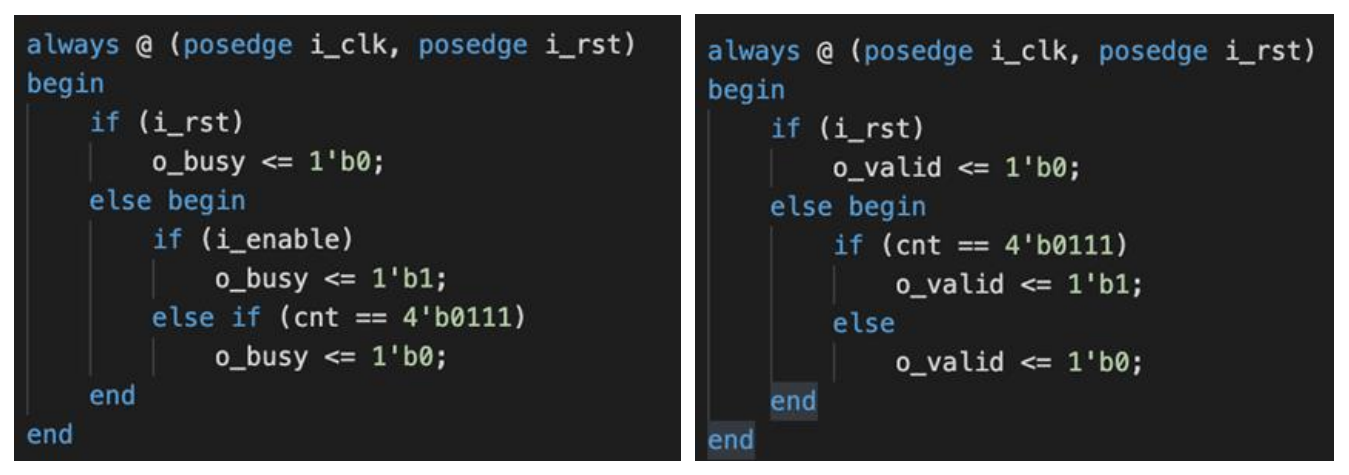 always @ (posedge i_clk, posedge i_rst)
begin
    if (i_rst)
        o_busy <= 1'b0;
    else begin
        if (i_enable)
            o_busy <= 1'b1;
        else if (cnt == 4'b0111)
            o_busy <= 1'b0;
    end
end
always @ (posedge i_clk, posedge i_rst)
begin
    if (i_rst)
        o_valid <= 1'b0;
    else begin
        if (cnt == 4'b0111)
            o_valid <= 1'b1;
        else
            o_valid <= 1'b0;
    end
end